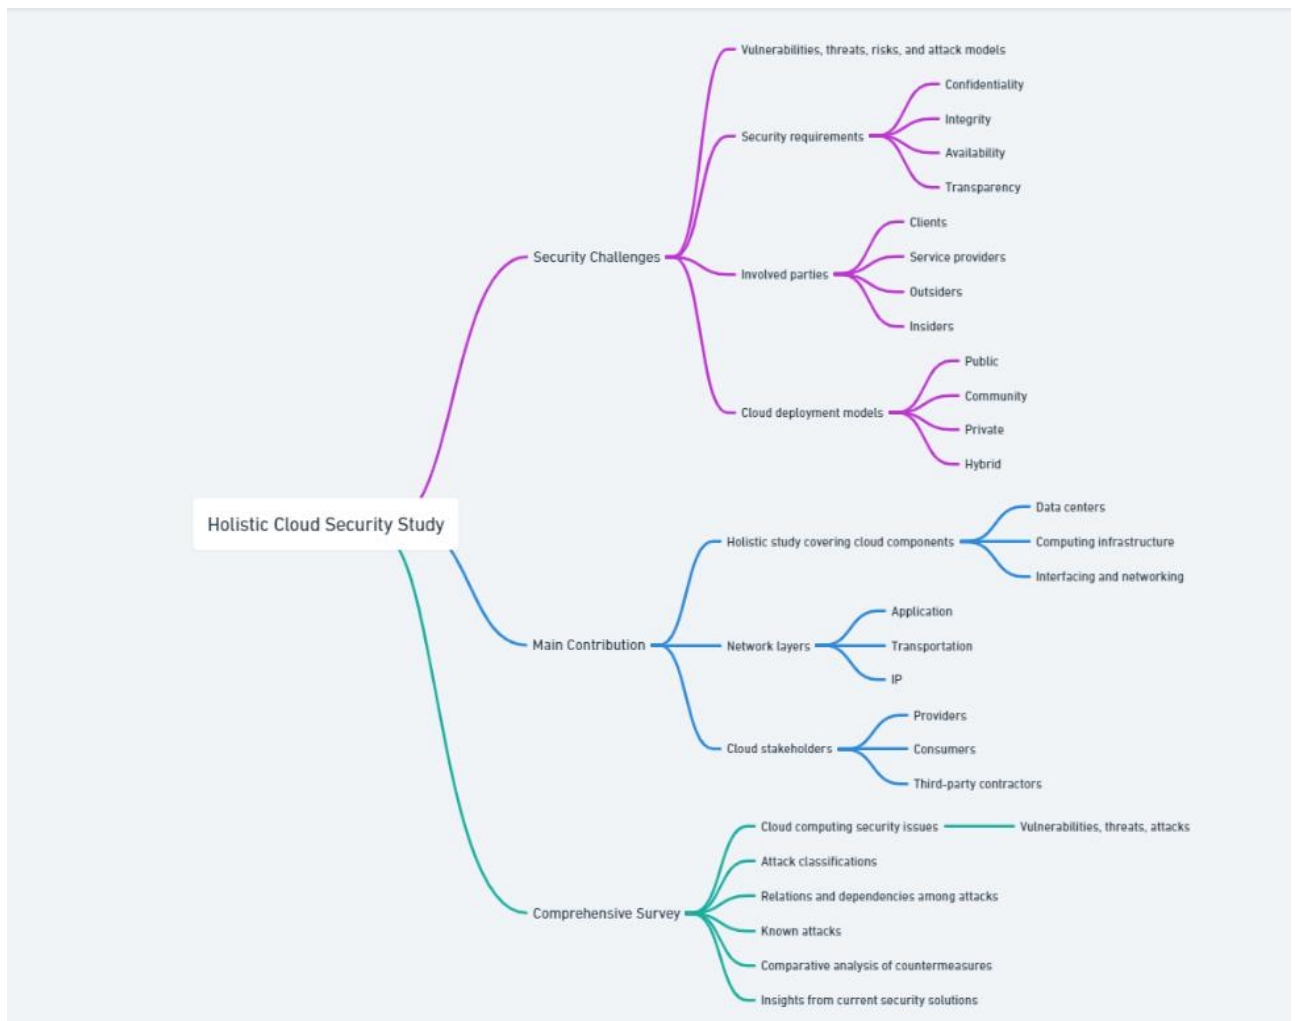 Holistic Cloud Security Study
Security Challenges
Vulnerabilities, threats, risks, and attack models
Security requirements
Confidentiality
Integrity
Availability
Transparency
Involved parties
Clients
Service providers
Outsiders
Insiders
Cloud deployment models
Public
Community
Private
Hybrid
Main Contribution
Holistic study covering cloud components
Data centers
Computing infrastructure
Interfacing and networking
Network layers
Application
Transportation
IP
Cloud stakeholders
Providers
Consumers
Third-party contractors
Comprehensive Survey
Cloud computing security issues
Vulnerabilities, threats, attacks
Attack classifications
Relations and dependencies among attacks
Known attacks
Comparative analysis of countermeasures
Insights from current security solutions